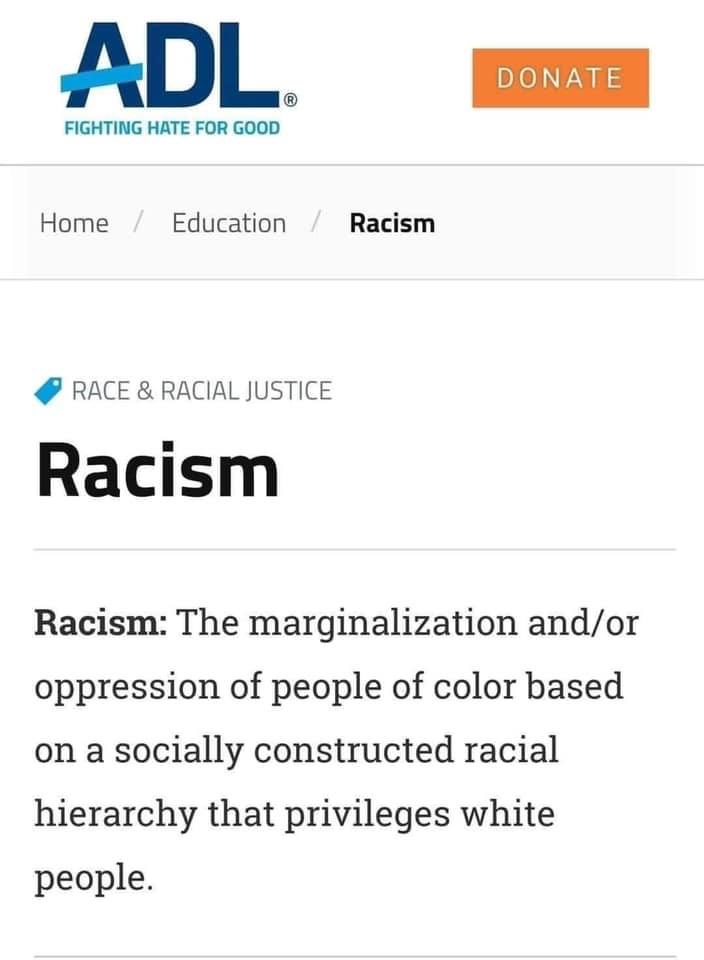 ADL®
FIGHTING HATE FOR GOOD
DONATE
Home / Education / Racism
RACE & RACIAL JUSTICE
Racism
Racism: The marginalization and/or
oppression of people of color based
on a socially constructed racial
hierarchy that privileges white
people.